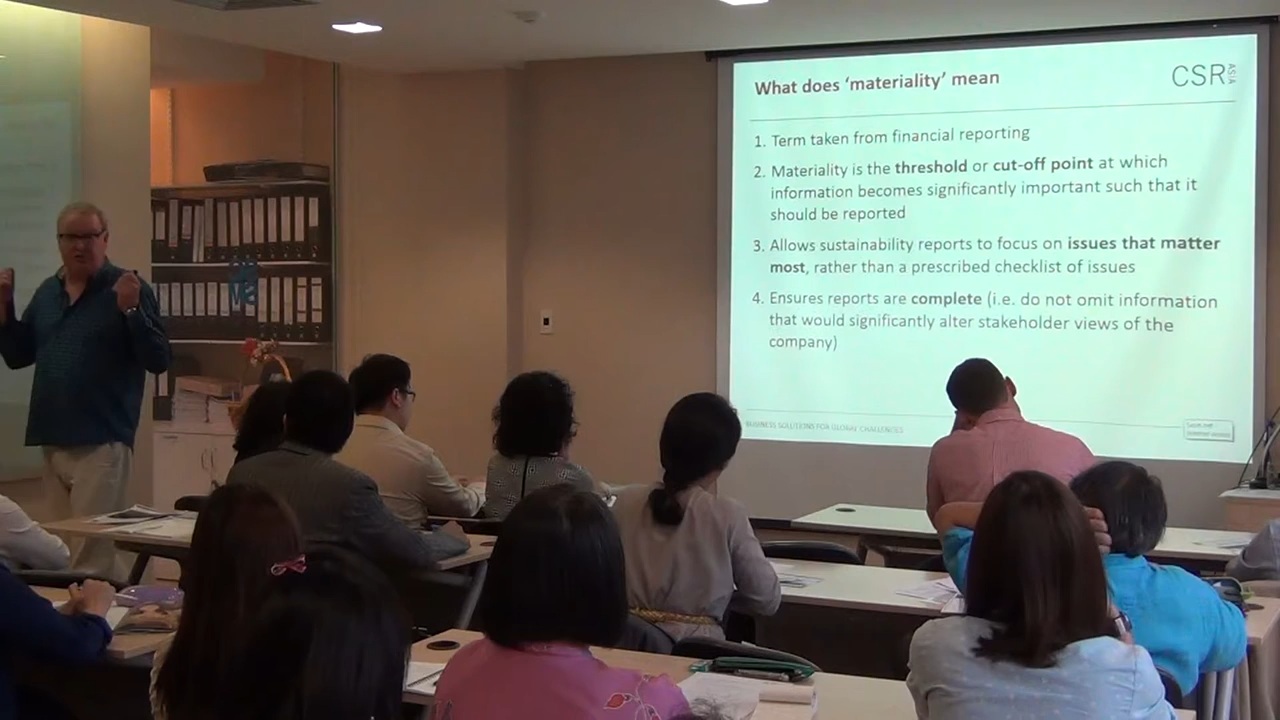 What does ‘materiality’ mean
CSR ASIA
1. Term taken from financial reporting
2. Materiality is the threshold or cut-off point at which
information becomes significantly important such that it
should be reported
3. Allows sustainability reports to focus on issues that matter
most, rather than a prescribed checklist of issues
4. Ensures reports are complete (i.e. do not omit information
that would significantly alter stakeholder views of the
company)
BUSINESS SOLUTIONS FOR GLOBAL CHALLENGES